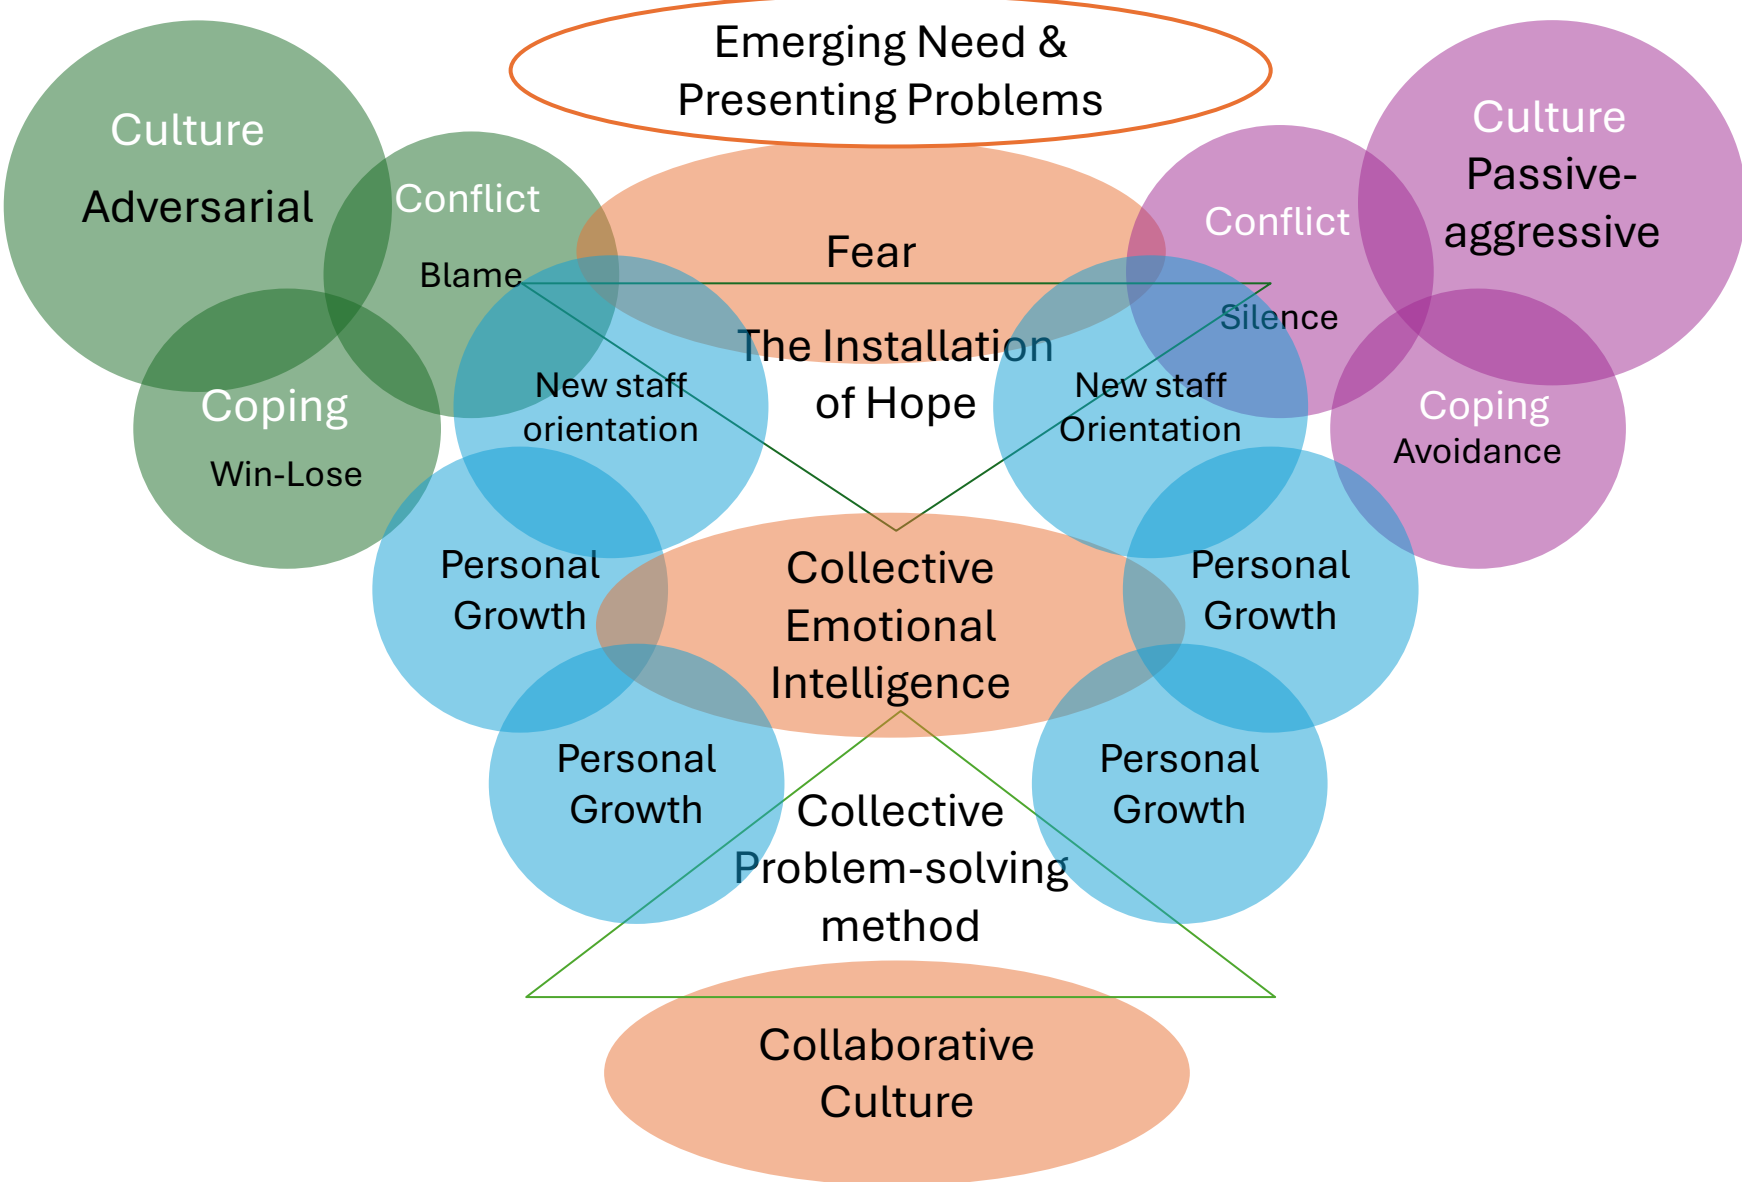 Emerging Need &
Presenting Problems
Culture
Adversarial
Conflict
Blame
Coping
Win-Lose
Fear
The Installation
of Hope
Culture
Passive-
aggressive
Conflict
Silence
Coping
Avoidance
New staff
orientation
New staff
Orientation
Personal
Growth
Collective
Emotional
Intelligence
Personal
Growth
Personal
Growth
Collective
Problem-solving
method
Personal
Growth
Collaborative
Culture